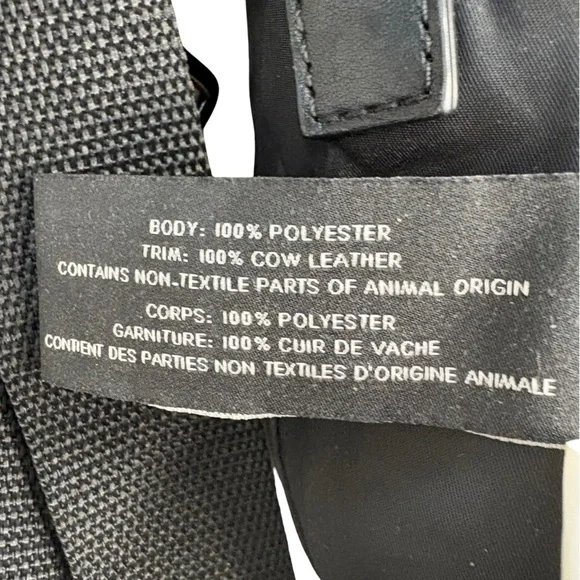 BODY: 100% POLYESTER
TRIM: 100% COW LEATHER
CONTAINS NON-TEXTILE PARTS OF ANIMAL ORIGIN
CORPS: 100% POLYESTER
GARNITURE: 100% CUIR DE VACHE
CONTIENT DES PARTIES NON TEXTILES D'ORIGINE ANIMALE